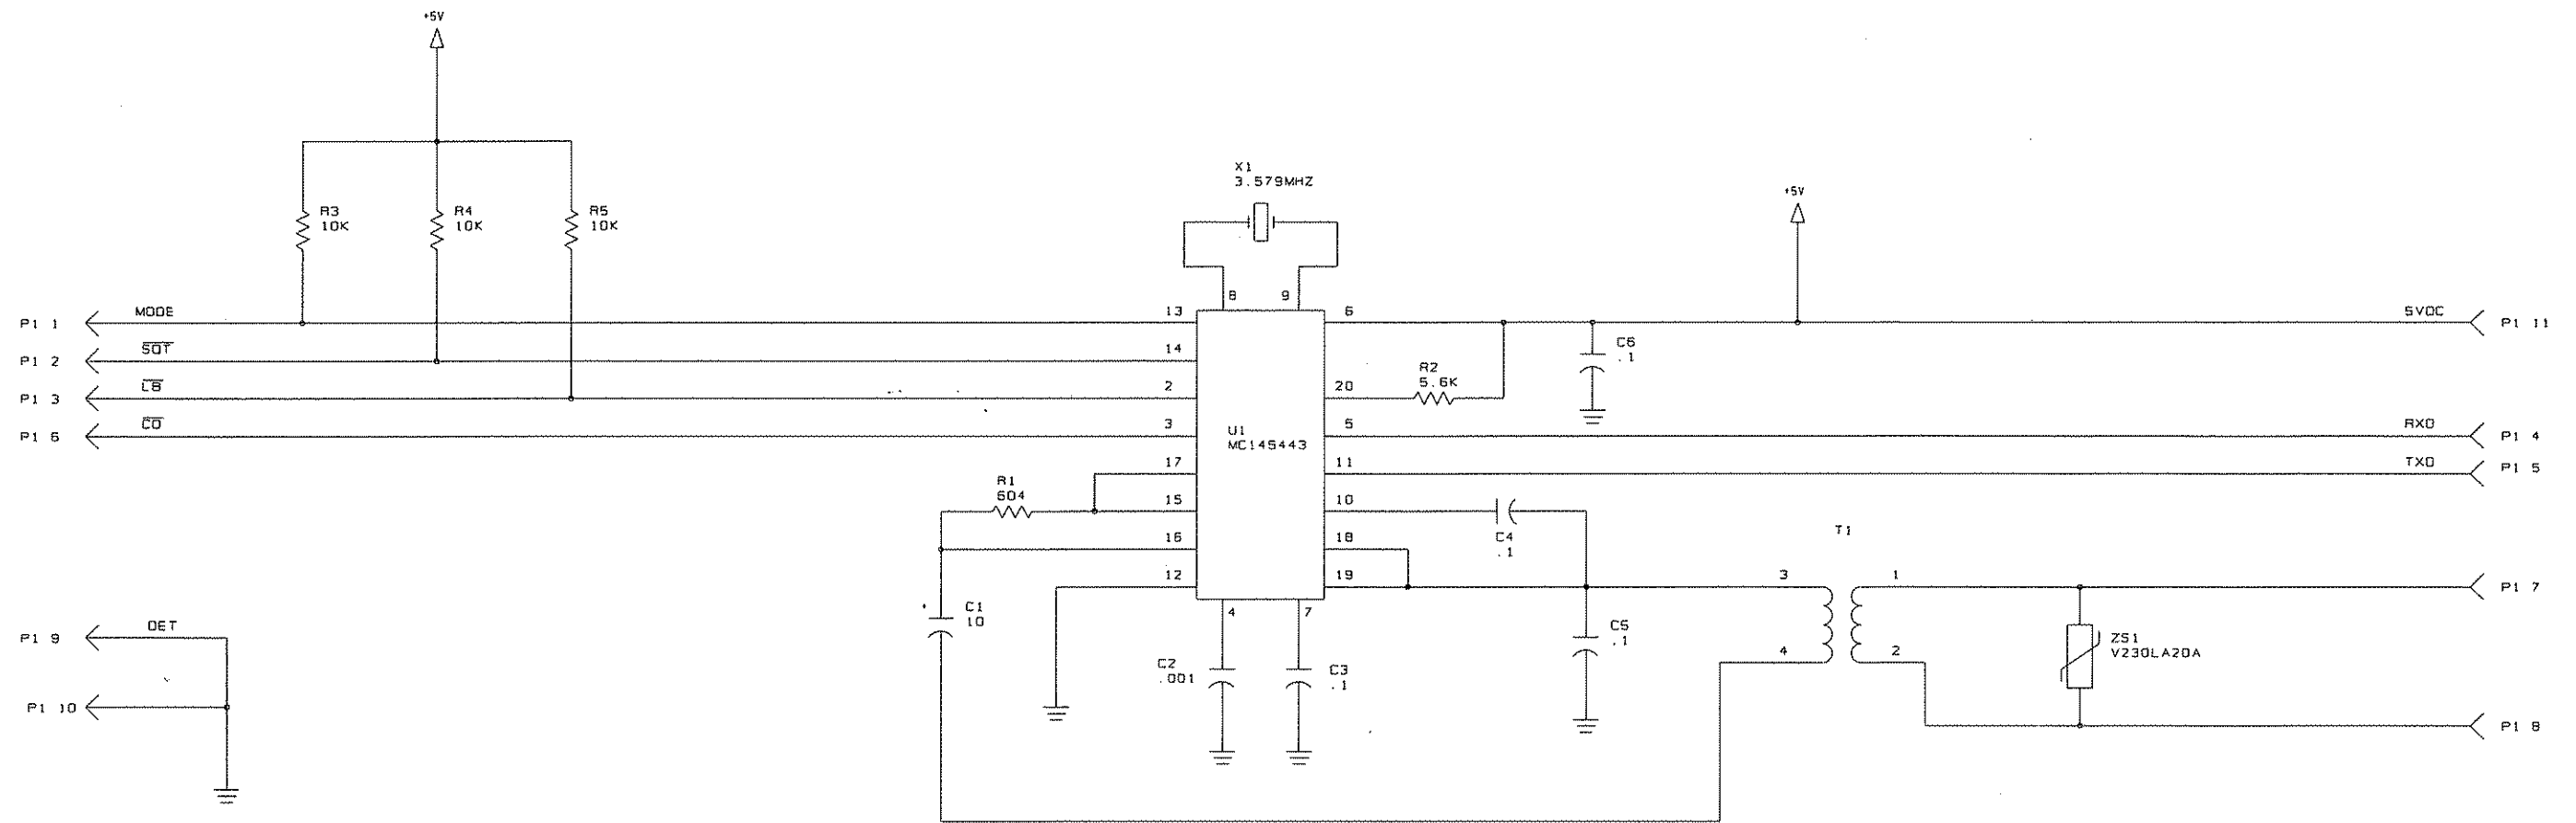 +5V
X1
3.579MHZ
+5V
R3
10K
R4
10K
R5
10K
8
9
P1 1
MODE
13
6
5VDC
P1 11
P1 2
SQT
14
C6
.1
P1 3
LB
2
20
R2
5.6K
P1 6
CD
3
U1
MC145443
5
RXD
P1 4
17
11
TXD
P1 5
R1
604
15
10
C4
.1
T1
16
18
12
19
3
1
P1 7
+
C1
10
4
7
C5
.1
P1 9
DET
C2
.001
C3
.1
4
2
ZS1
V230LA20A
P1 10
P1 8